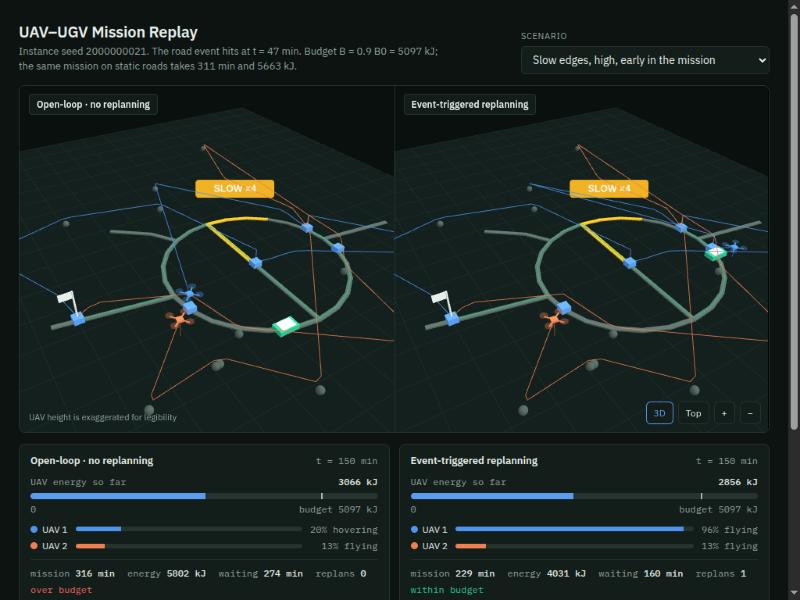 UAV–UGV Mission Replay
Instance seed 2000000021. The road event hits at t = 47 min. Budget B = 0.9 B0 = 5097 kJ;
the same mission on static roads takes 311 min and 5663 kJ.
SCENARIO
Slow edges, high, early in the mission
Open-loop · no replanning
SLOW ×4
UAV height is exaggerated for legibility
Event-triggered replanning
SLOW ×4
3D
Top
+
−
Open-loop · no replanning
t = 150 min
UAV energy so far
3066 kJ
0
budget 5097 kJ
UAV 1
20% hovering
UAV 2
13% flying
mission 316 min energy 5802 kJ waiting 274 min replans 0
over budget
Event-triggered replanning
t = 150 min
UAV energy so far
2856 kJ
0
budget 5097 kJ
UAV 1
96% flying
UAV 2
13% flying
mission 229 min energy 4031 kJ waiting 160 min replans 1
within budget